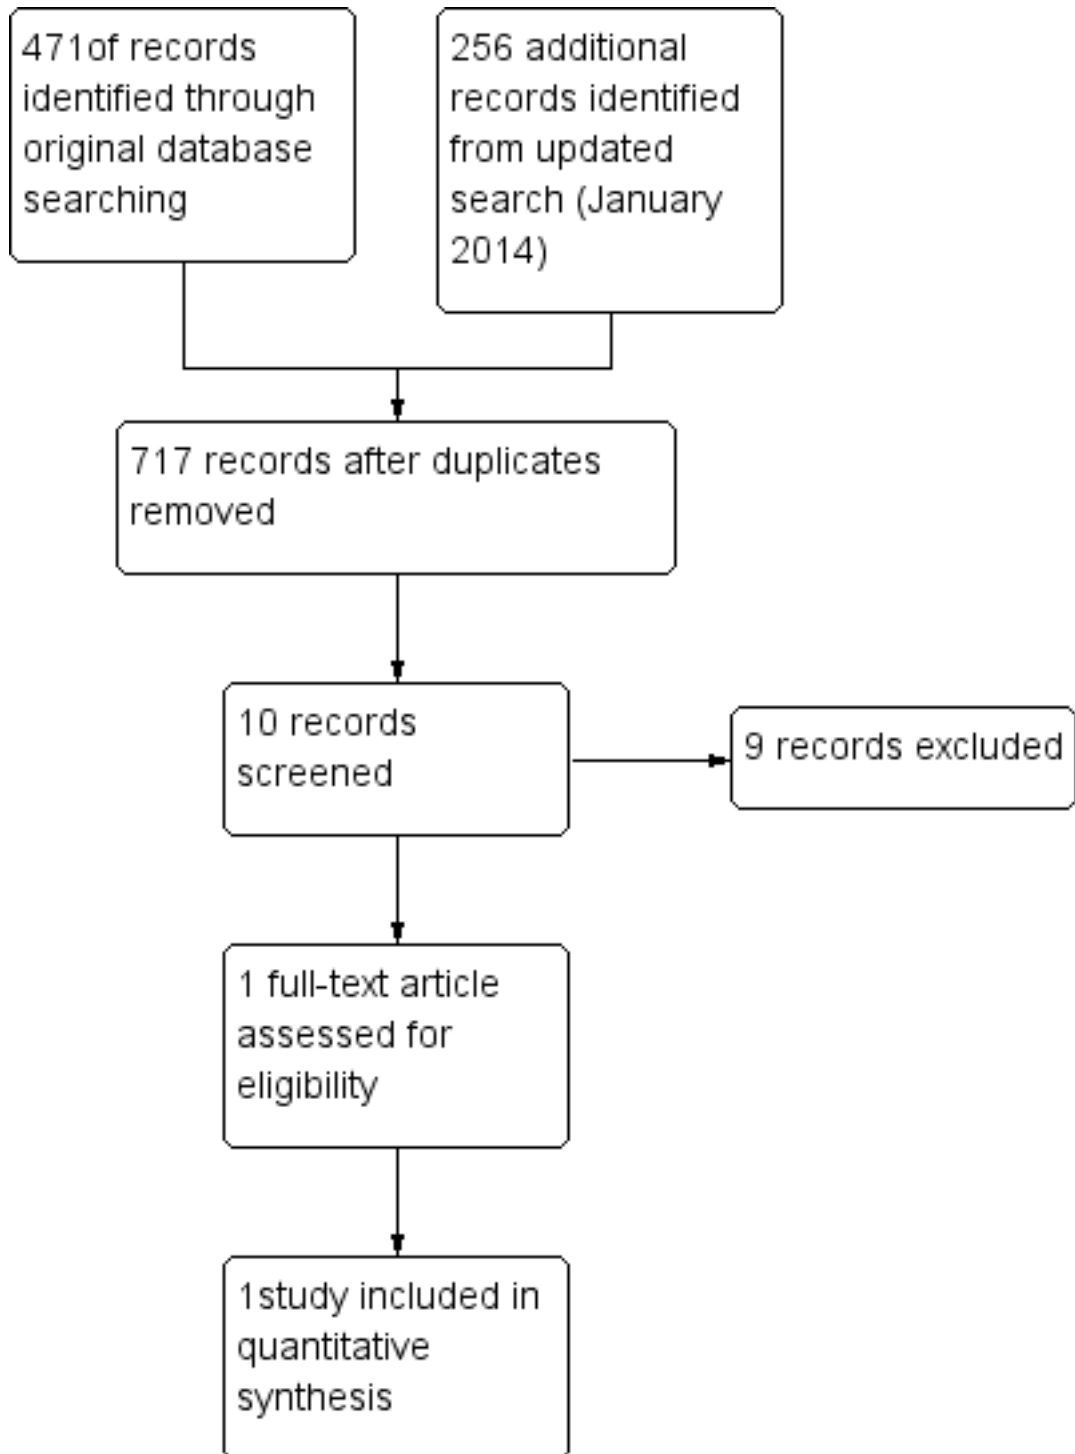 471of records
identified through
original database
searching
256 additional
records identified
from updated
search (January
2014)
717 records after duplicates
removed
10 records
screened
9 records excluded
1 full-text article
assessed for
eligibility
1study included in
quantitative
synthesis